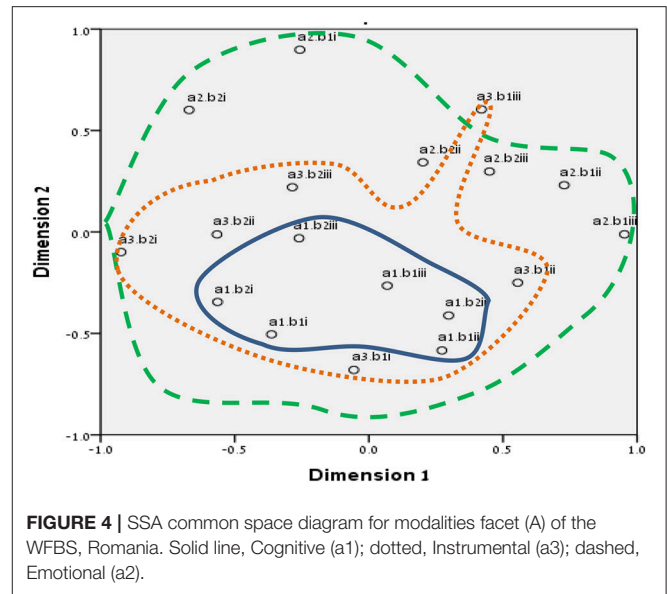 1.0
0.5
0.0
-0.5
-1.0
Dimension 2
a2.b1i
a2.b2i
a3.b1iii
a2.b2ii
a2.b2iii
a2.b1ii
a3.b2iii
a2.b1iii
a3.b2ii
a1.b2iii
a3.b2i
a3.b1ii
a1.b1iii
a1.b2i
a1.b2ii
a1.b1i
a1.b1ii
a3.b1i
-1.0 -0.5 0.0 0.5 1.0
Dimension 1
FIGURE 4 | SSA common space diagram for modalities facet (A) of the
WFBS, Romania. Solid line, Cognitive (a1); dotted, Instrumental (a3); dashed,
Emotional (a2).